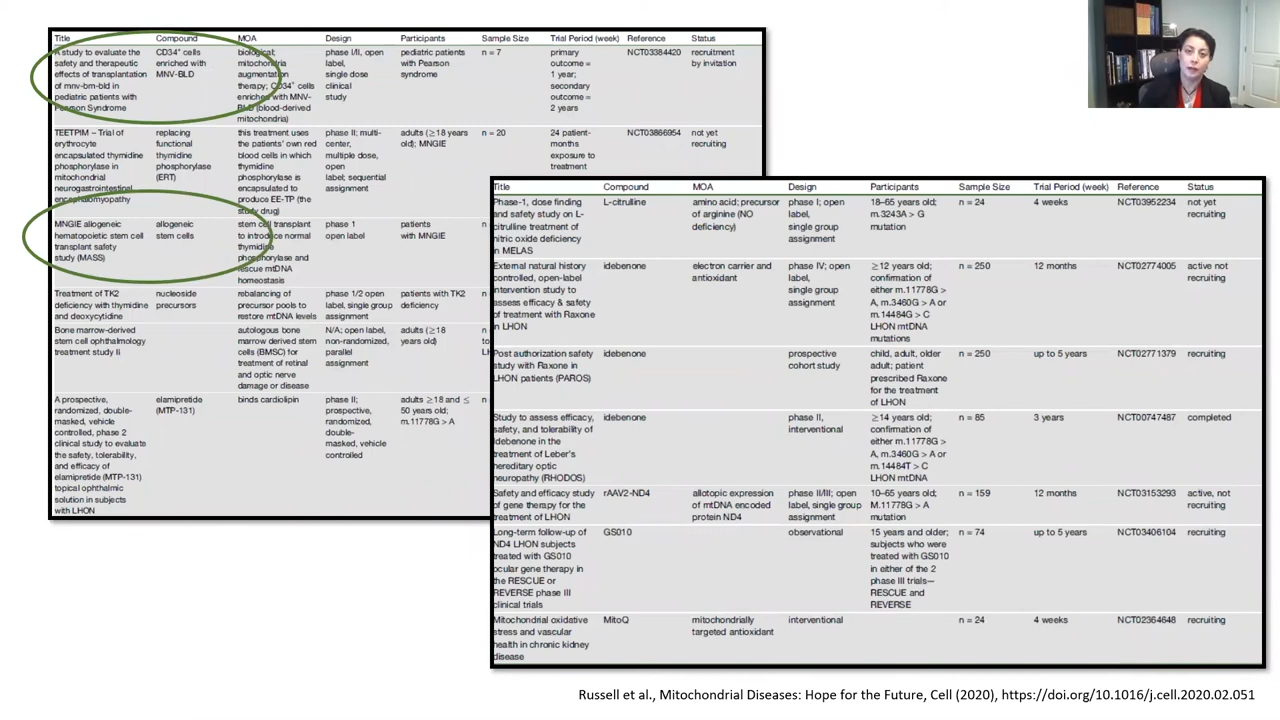 Title Compound MOA Design Participants Sample Size Trial Period (week) Reference Status
A study to evaluate the CD34⁺ cells biological; phase I/II, open pediatric patients n = 7 primary NCT03384420 recruitment
safety and therapeutic enriched with mitochondria label, with Pearson outcome = by invitation
effects of transplantation MNV-BLD augmentation single dose syndrome 1 year;
of mnv-bm-bld in therapy; CD34⁺ cells clinical secondary
pediatric patients with enriched with MNV- study outcome =
Pearson Syndrome BLD (blood-derived 2 years
mitochondria)
TEETPIM – Trial of replacing this treatment uses phase II; multi- adults (≥18 years n = 20 24 patient- NCT03866954 not yet
erythrocyte functional the patients' own red center, old); MNGIE months recruiting
encapsulated thymidine thymidine blood cells in which multiple dose, exposure to
phosphorylase in phosphorylase thymidine open treatment
mitochondrial (ERT) phosphorylase is label; sequential
neurogastrointestinal encapsulated to assignment
encephalomyopathy produce EE-TP (the
study drug)
MNGIE allogeneic allogeneic stem cell transplant phase 1 patients n
hematopoietic stem cell stem cells to introduce normal open label with MNGIE
transplant safety thymidine
study (MASS) phosphorylase and
rescue mtDNA
homeostasis
Treatment of TK2 nucleoside rebalancing of phase 1/2 open patients with TK2 n
deficiency with thymidine precursors precursor pools to label, single group deficiency
and deoxycytidine restore mtDNA levels assignment
Bone marrow-derived autologous bone N/A; open label, adults (≥18 n
stem cell ophthalmology marrow derived stem non-randomized, years old) to
treatment study Ii cells (BMSC) for parallel
treatment of retinal assignment
and optic nerve
damage or disease
A prospective, elamipretide binds cardiolipin phase II; adults ≥18 and ≤ n
randomized, double- (MTP-131) prospective, 50 years old;
masked, vehicle randomized, m.11778G > A
controlled, phase 2 double-
clinical study to evaluate masked, vehicle
the safety, tolerability, controlled
and efficacy of
elamipretide (MTP-131)
topical ophthalmic
solution in subjects
with LHON
Title Compound MOA Design Participants Sample Size Trial Period (week) Reference Status
Phase-1, dose finding L-citrulline amino acid; precursor phase I; open 18–65 years old; n = 24 4 weeks NCT03952234 not yet
and safety study on L- of arginine (NO label, m.3243A > G recruiting
citrulline treatment of deficiency) single group mutation
nitric oxide deficiency assignment
in MELAS
External natural history idebenone electron carrier and phase IV; open ≥12 years old; n = 250 12 months NCT02774005 active not
controlled, open-label antioxidant label, confirmation of recruiting
intervention study to single group either m.11778G >
assess efficacy & safety assignment A, m.3460G > A or
of treatment with Raxone m.14484G > C
in LHON LHON mtDNA
mutations
Post authorization safety idebenone prospective child, adult, older n = 250 up to 5 years NCT02771379 recruiting
study with Raxone in cohort study adult; patient
LHON patients (PAROS) prescribed Raxone
for the treatment
of LHON
Study to assess efficacy, idebenone phase II, ≥14 years old; n = 85 3 years NCT00747487 completed
safety, and tolerability of interventional confirmation of
Idebenone in the either m.11778G >
treatment of Leber's A, m.3460G > A or
hereditary optic m.14484T > C
neuropathy (RHODOS) LHON mtDNA
Safety and efficacy study rAAV2-ND4 allotopic expression phase II/III; open 10–65 years old; n = 159 12 months NCT03153293 active, not
of gene therapy for the of mtDNA encoded label, single group M.11778G > A recruiting
treatment of LHON protein ND4 assignment mutation
Long-term follow-up of GS010 observational 15 years and older; n = 74 up to 5 years NCT03406104 recruiting
ND4 LHON subjects subjects who were
treated with GS010 treated with GS010
ocular gene therapy in in either of the 2
the RESCUE or phase III trials—
REVERSE phase III RESCUE and
clinical trials REVERSE
Mitochondrial oxidative MitoQ mitochondrially interventional n = 24 4 weeks NCT02364648 recruiting
stress and vascular targeted antioxidant
health in chronic kidney
disease
Russell et al., Mitochondrial Diseases: Hope for the Future, Cell (2020), https://doi.org/10.1016/j.cell.2020.02.051